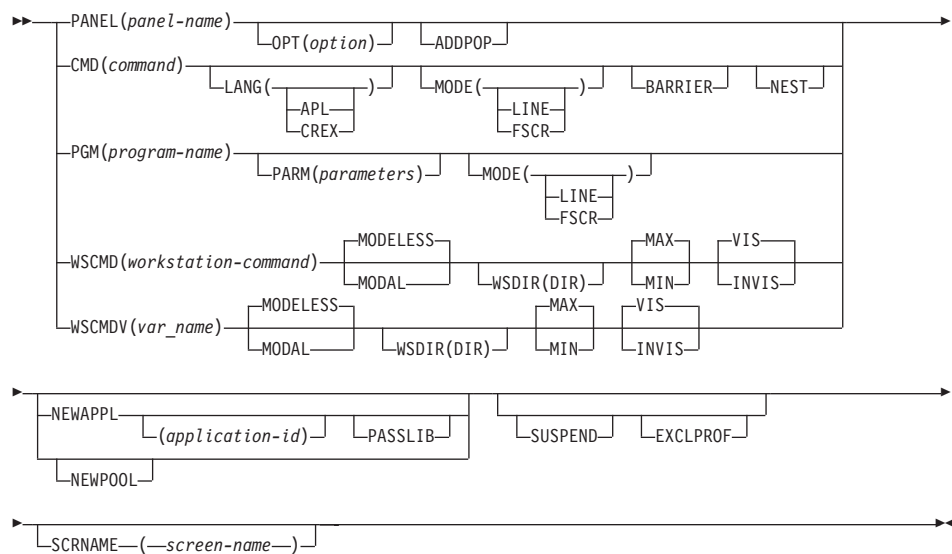 PANEL(panel-name)
OPT(option) ADDPOP
CMD(command)
LANG( ) MODE( ) BARRIER NEST
APL LINE
CREX FSCR
PGM(program-name)
PARM(parameters) MODE( )
LINE
FSCR
MODELESS MAX VIS
WSCMD(workstation-command)
MODAL WSDIR(DIR) MIN INVIS
MODELESS MAX VIS
WSCMDV(var_name)
MODAL WSDIR(DIR) MIN INVIS
NEWAPPL
(application-id) PASSLIB SUSPEND EXCLPROF
NEWPOOL
SCRNAME ( screen-name )